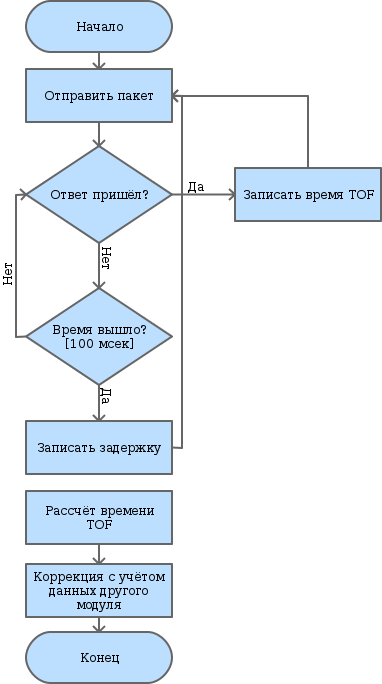 Начало
Отправить пакет
Ответ пришёл?
Да
Записать время TOF
Нет
Нет
Время вышло?
[100 мсек]
Да
Записать задержку
Рассчёт времени
TOF
Коррекция с учётом
данных другого
модуля
Конец